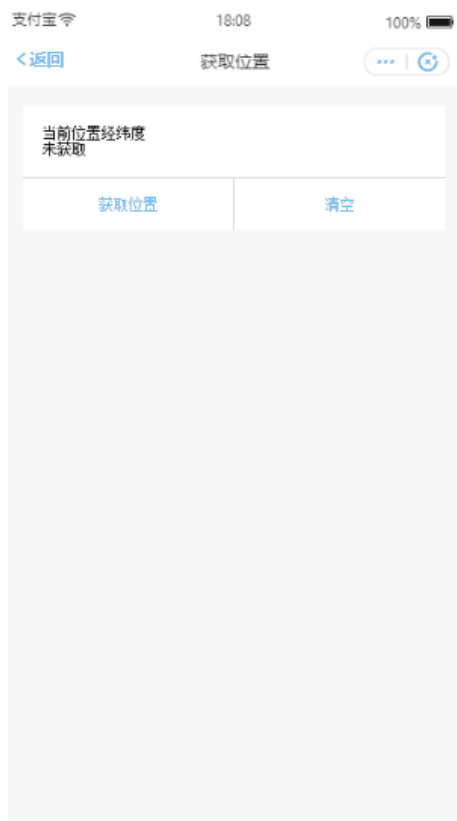 支付宝 18:08 100%
<返回 获取位置
当前位置经纬度
未获取
获取位置 清空